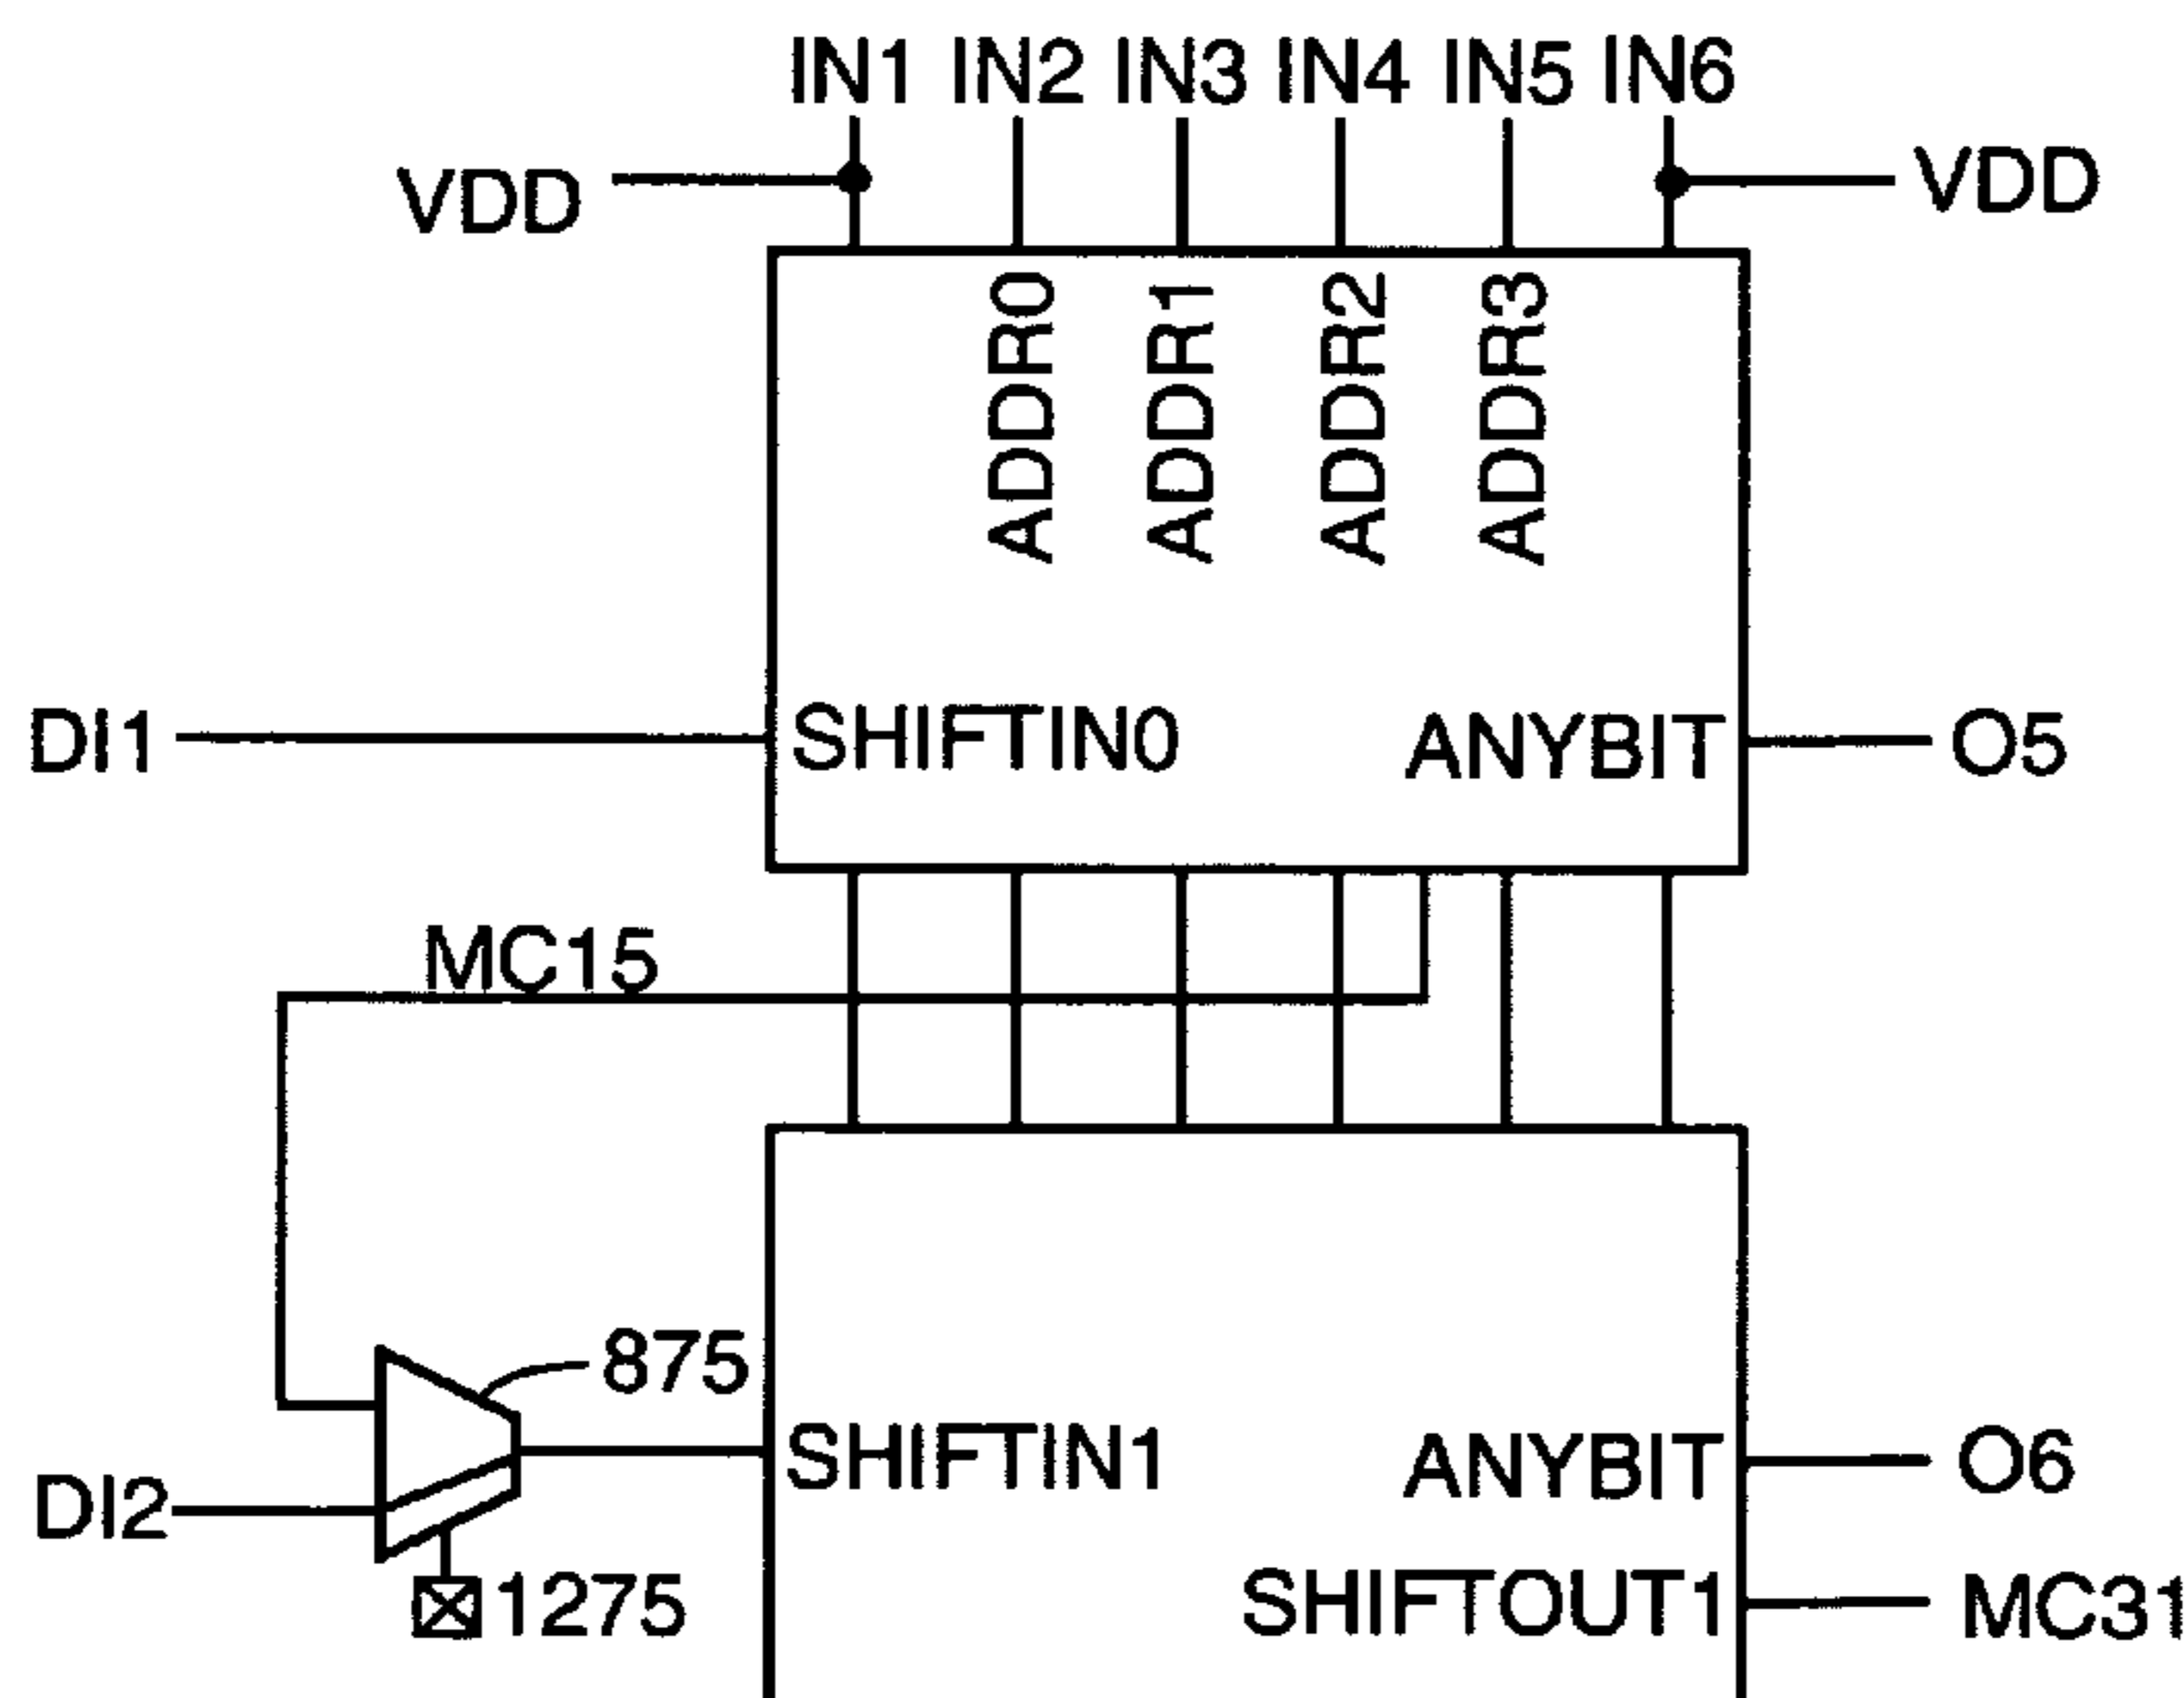 IN1 IN2 IN3 IN4 IN5 IN6
VDD VDD
ADDR0
ADDR1
ADDR2
ADDR3
DI1 SHIFTIN0 ANYBIT O5
MC15
875
SHIFTIN1 ANYBIT O6
DI2
1275 SHIFTOUT1 MC31